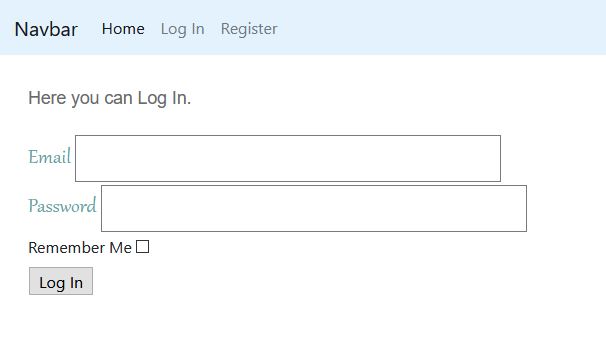 Navbar Home Log In Register
Here you can Log In.
Email
Password
Remember Me
Log In